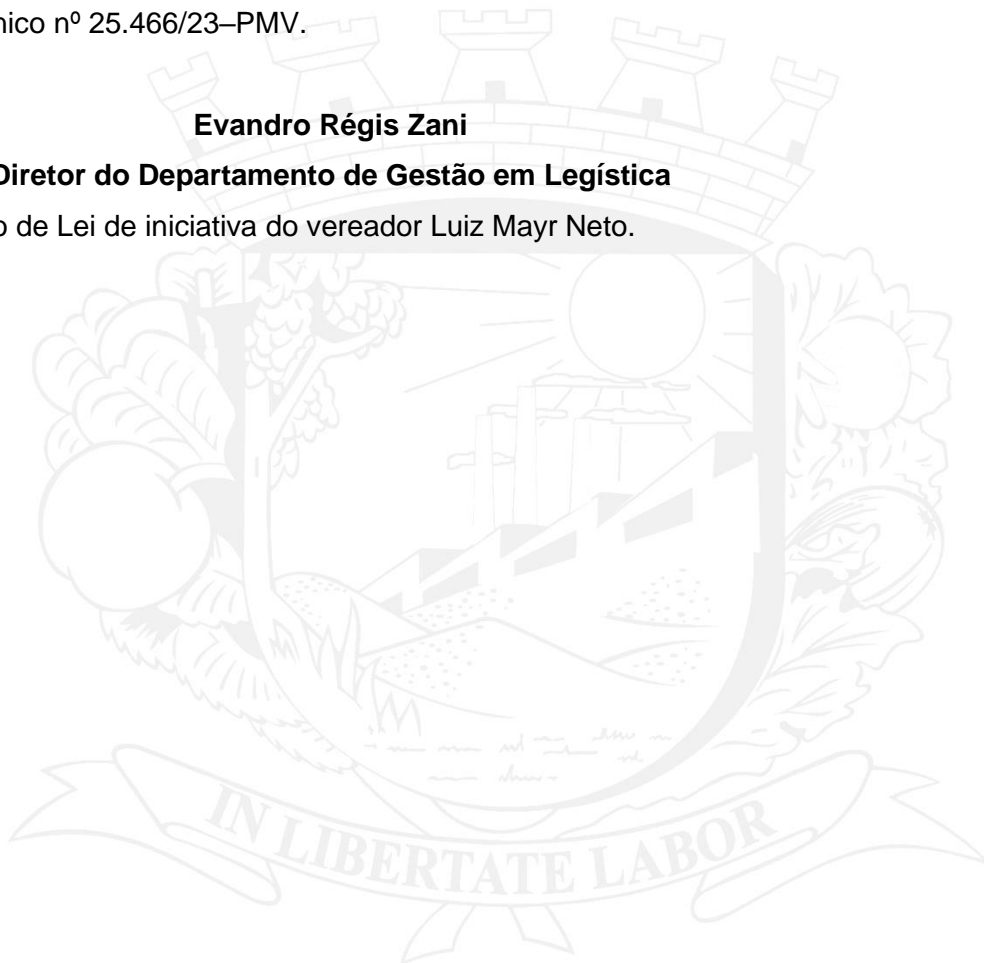 nico nº 25.466/23–PMV.
Evandro Régis Zani
Diretor do Departamento de Gestão em Legística
o de Lei de iniciativa do vereador Luiz Mayr Neto.
IN LIBERTATE LABOR